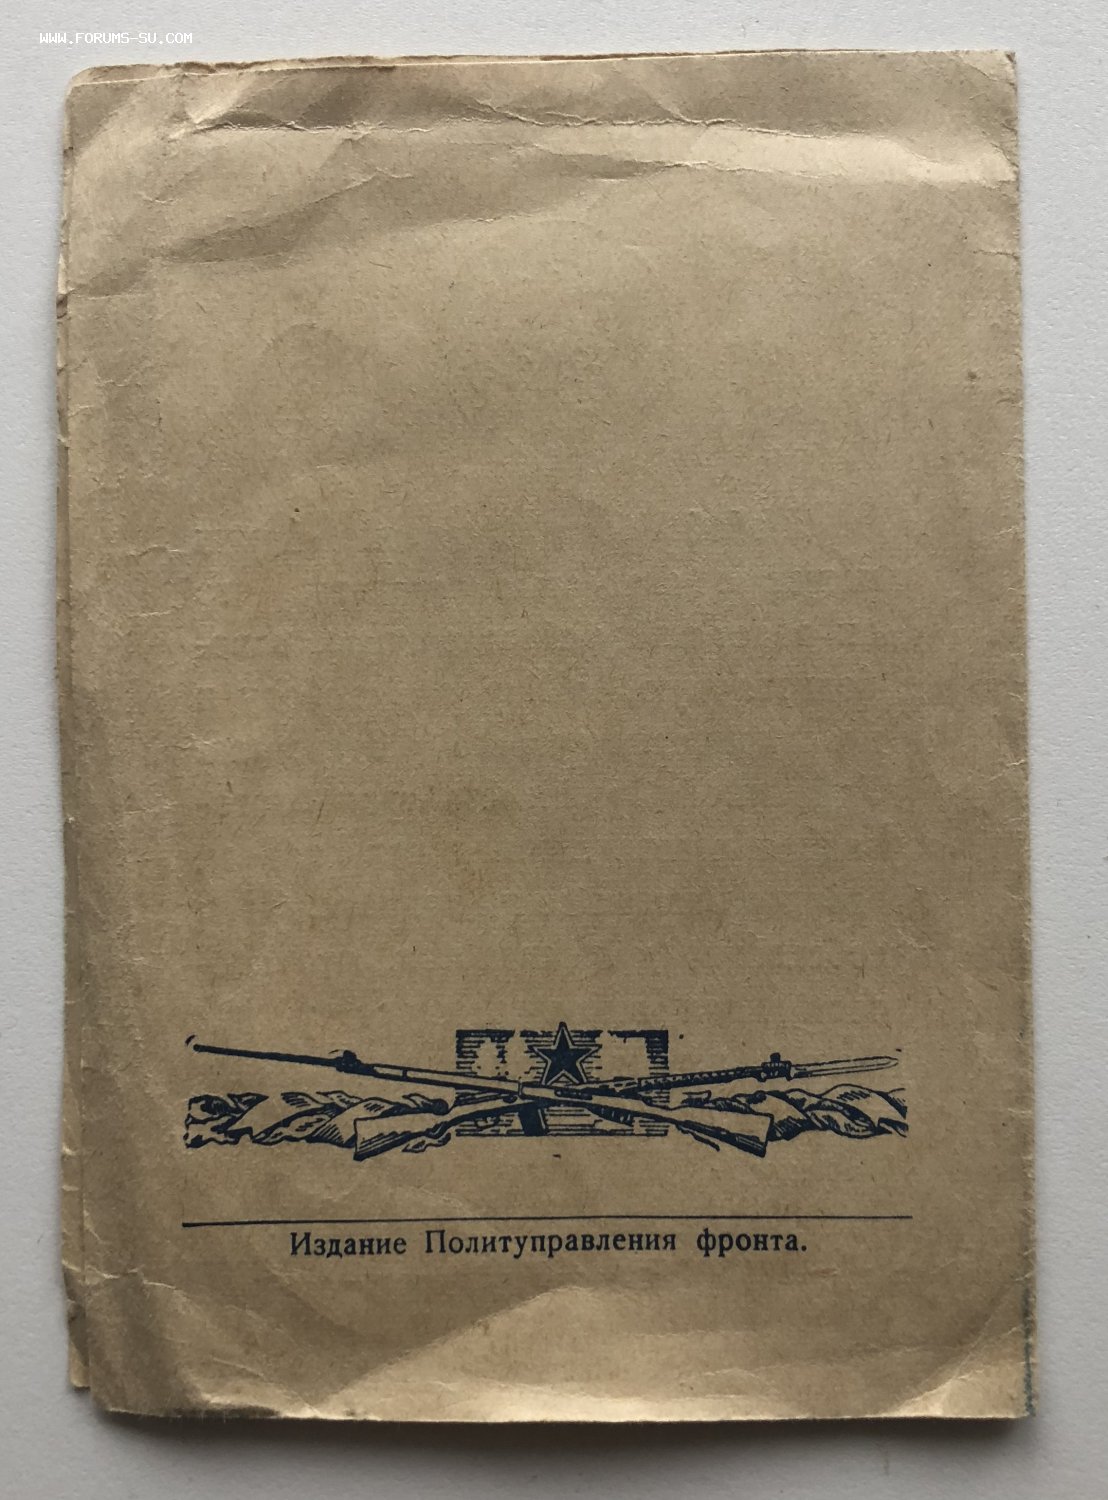 WWW.FORUMS-SU.COM
Издание Политуправления фронта.